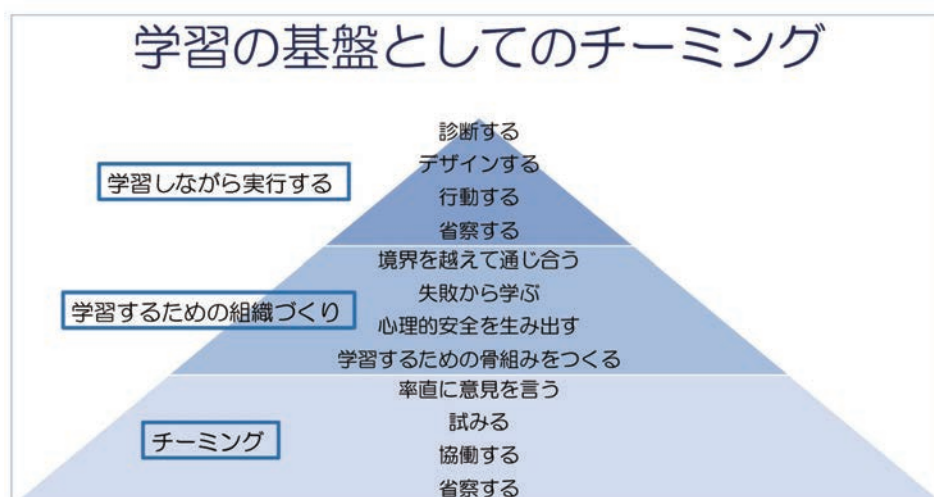 学習の基盤としてのチーミング
診断する
デザインする
学習しながら実行する
行動する
省察する
境界を越えて通じ合う
失敗から学ぶ
学習するための組織づくり
心理的安全を生み出す
学習するための骨組みをつくる
率直に意見を言う
試みる
チーミング
協働する
省察する